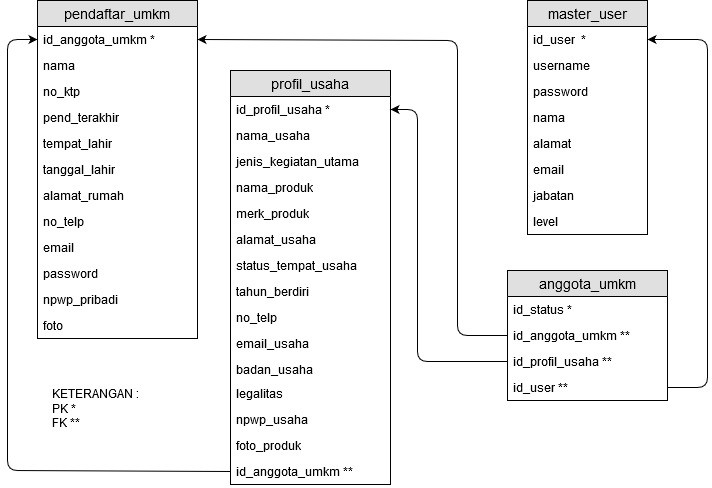 pendaftar_umkm
id_anggota_umkm *
nama
no_ktp
pend_terakhir
tempat_lahir
tanggal_lahir
alamat_rumah
no_telp
email
password
npwp_pribadi
foto
KETERANGAN :
PK *
FK **
profil_usaha
id_profil_usaha *
nama_usaha
jenis_kegiatan_utama
nama_produk
merk_produk
alamat_usaha
status_tempat_usaha
tahun_berdiri
no_telp
email_usaha
badan_usaha
legalitas
npwp_usaha
foto_produk
id_anggota_umkm **
master_user
id_user *
username
password
nama
alamat
email
jabatan
level
anggota_umkm
id_status *
id_anggota_umkm **
id_profil_usaha **
id_user **